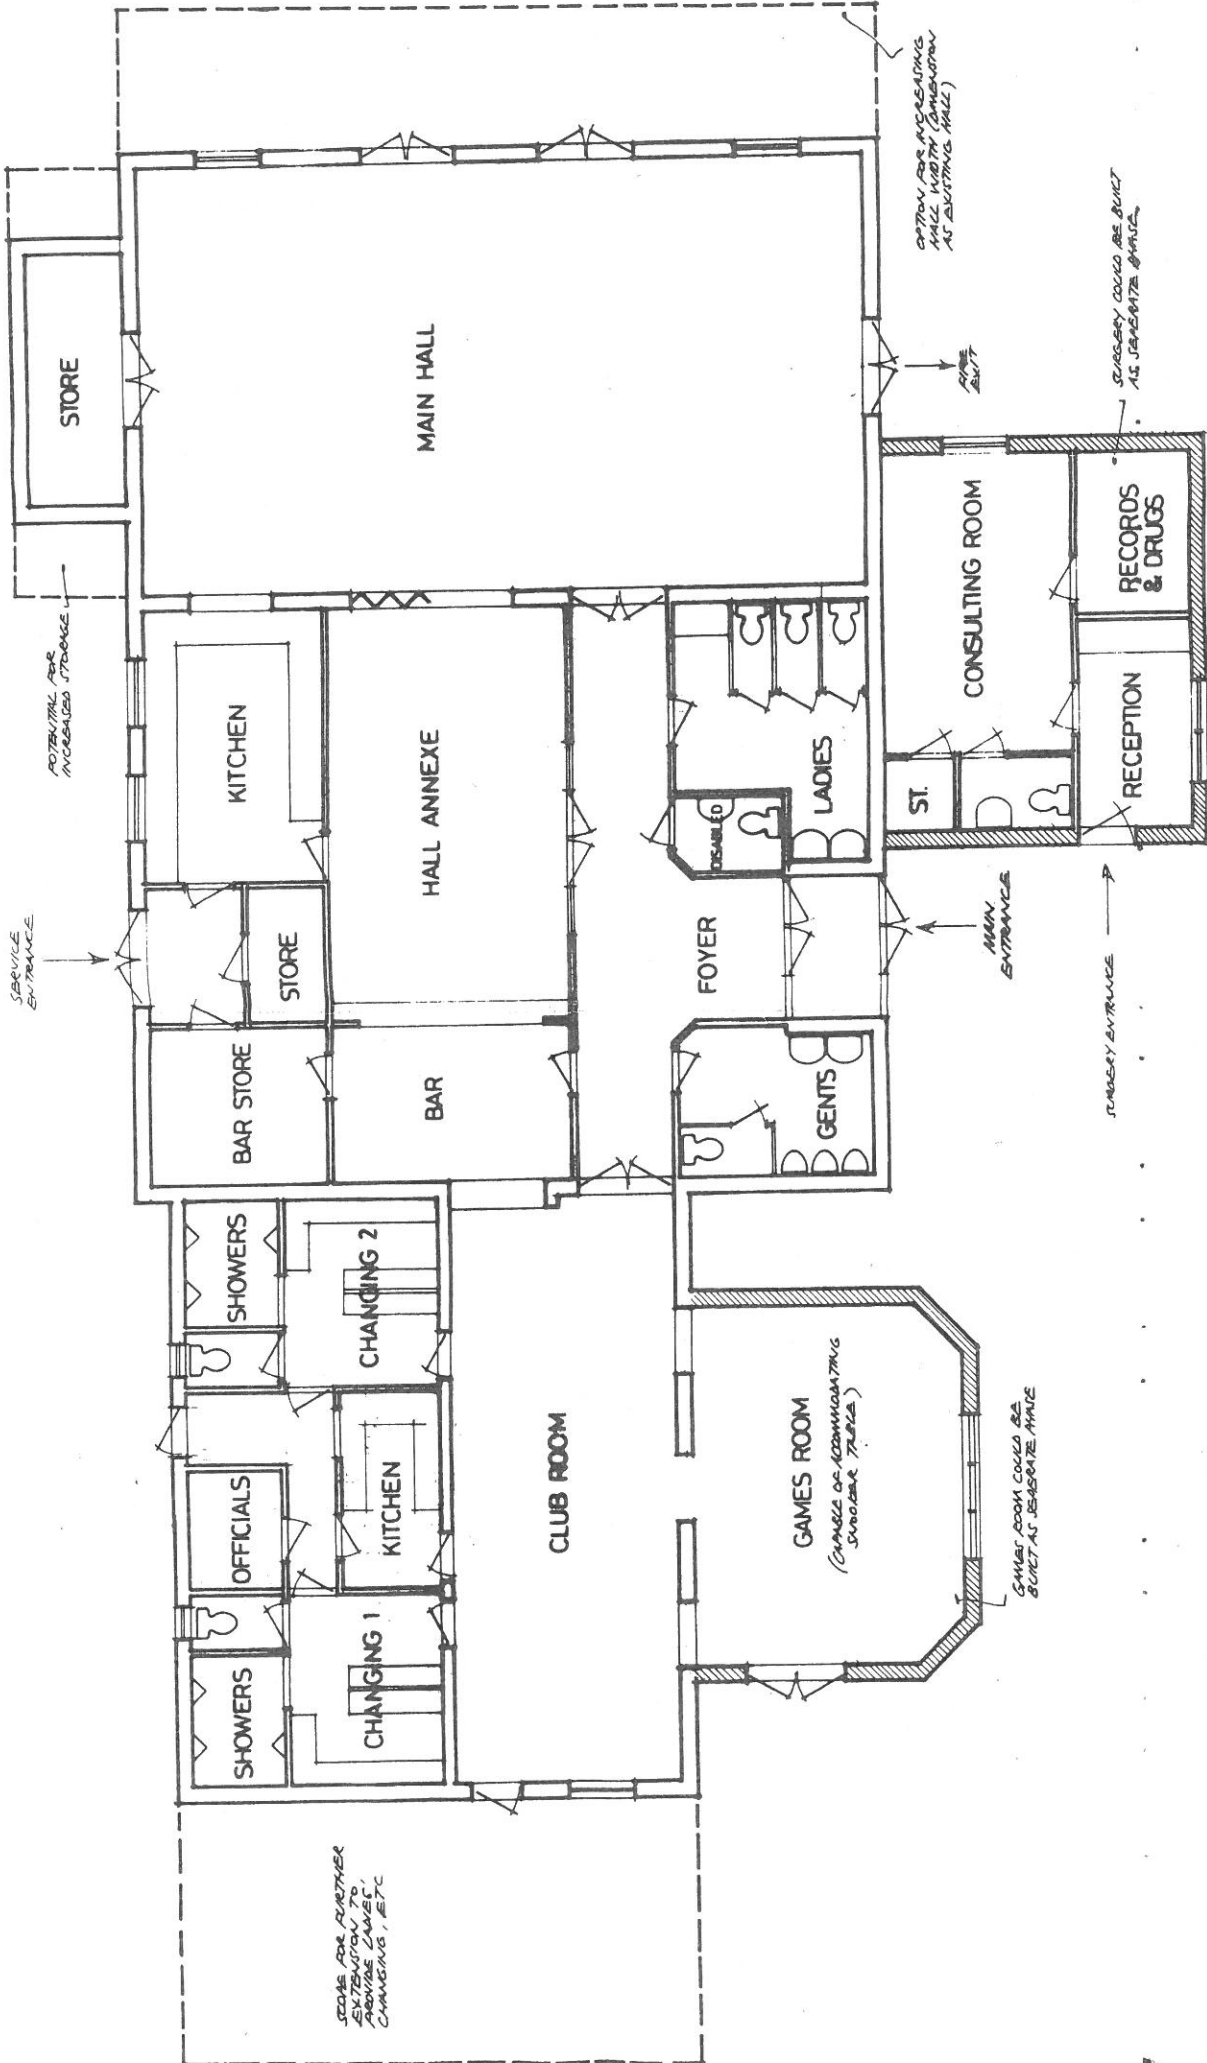 SCOPE FOR FURTHER
EXTENSION TO
PROVIDE LADIES'
CHANGING, ETC
SHOWERS
OFFICIALS
SHOWERS
CHANGING 1
KITCHEN
CHANGING 2
CLUB ROOM
GAMES ROOM
(CAPABLE OF ACCOMMODATING
SNOOKER TABLE)
GAMES ROOM COULD BE
BUILT AS SEPERATE PHASE
SERVICE
ENTRANCE
BAR STORE
STORE
KITCHEN
BAR
HALL ANNEXE
GENTS
FOYER
DISABLED
LADIES
MAIN
ENTRANCE
POTENTIAL FOR
INCREASED STORAGE
STORE
MAIN HALL
OPTION FOR INCREASING
HALL WIDTH (DIMENSION
AS EXISTING HALL)
FIRE
EXIT
SURGERY ENTRANCE
ST.
CONSULTING ROOM
RECEPTION
RECORDS
& DRUGS
SURGERY COULD BE BUILT
AS SEPERATE PHASE